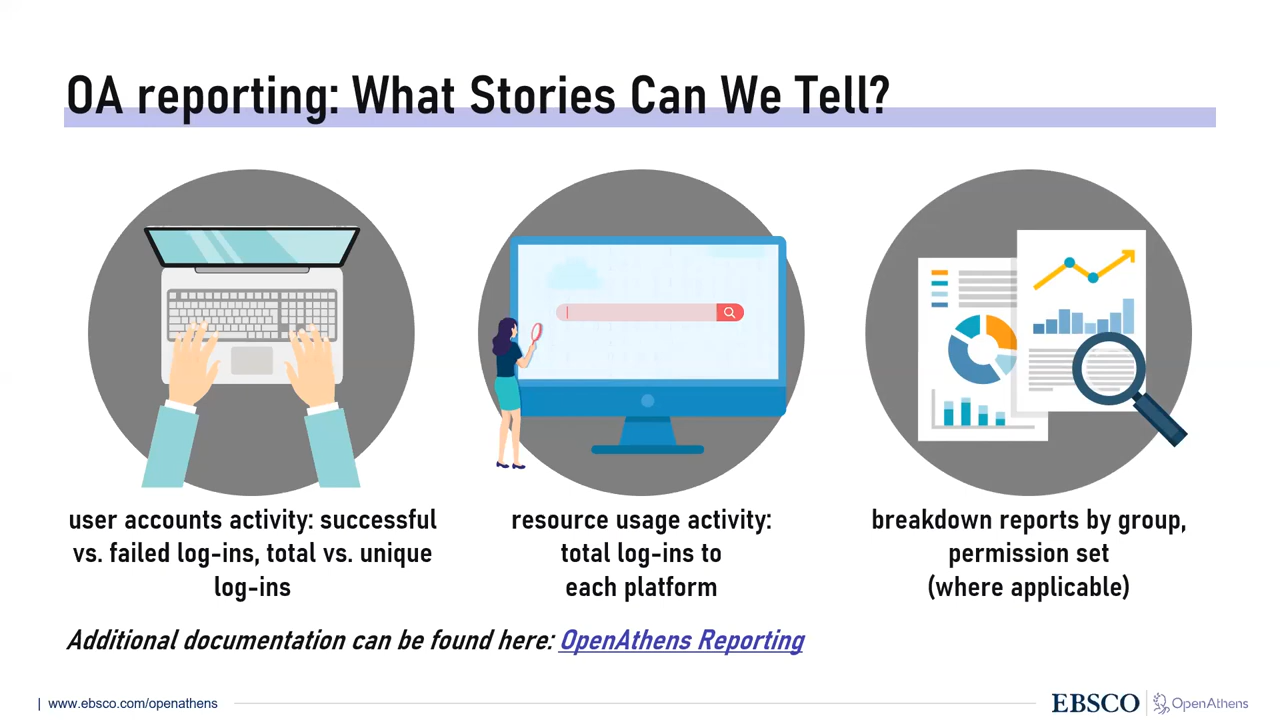 OA reporting: What Stories Can We Tell?
user accounts activity: successful
vs. failed log-ins, total vs. unique
log-ins
resource usage activity:
total log-ins to
each platform
breakdown reports by group,
permission set
(where applicable)
Additional documentation can be found here: OpenAthens Reporting
| www.ebsco.com/openathens
EBSCO | OpenAthens